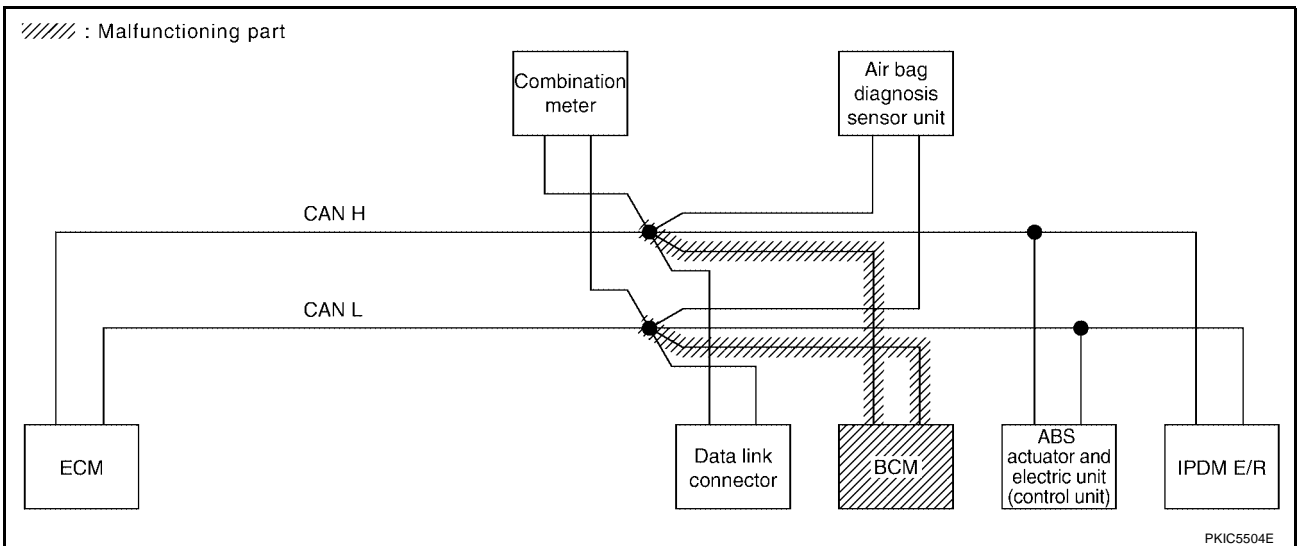 : Malfunctioning part
Combination
meter
Air bag
diagnosis
sensor unit
CAN H
CAN L
ECM
Data link
connector
BCM
ABS
actuator and
electric unit
(control unit)
IPDM E/R
PKIC5504E